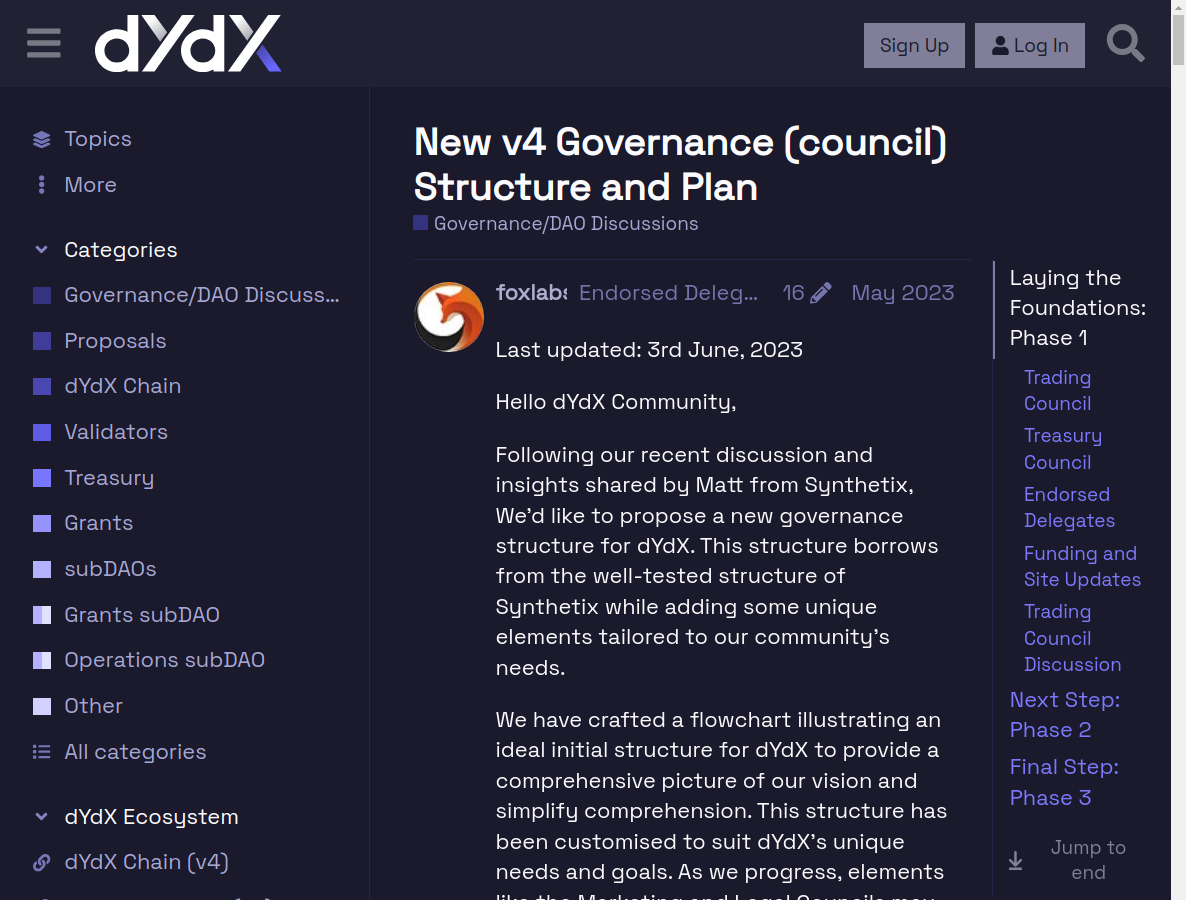 dYdX
Sign Up
Log In
Topics
More
Categories
Governance/DAO Discuss...
Proposals
dYdX Chain
Validators
Treasury
Grants
subDAOs
Grants subDAO
Operations subDAO
Other
All categories
dYdX Ecosystem
dYdX Chain (v4)
New v4 Governance (council)
Structure and Plan
Governance/DAO Discussions
foxlabs Endorsed Deleg... 16 May 2023
Last updated: 3rd June, 2023
Hello dYdX Community,
Following our recent discussion and
insights shared by Matt from Synthetix,
We’d like to propose a new governance
structure for dYdX. This structure borrows
from the well-tested structure of
Synthetix while adding some unique
elements tailored to our community’s
needs.
We have crafted a flowchart illustrating an
ideal initial structure for dYdX to provide a
comprehensive picture of our vision and
simplify comprehension. This structure has
been customised to suit dYdX’s unique
needs and goals. As we progress, elements
like the Marketing and Legal Councils may
Laying the
Foundations:
Phase 1
Trading
Council
Treasury
Council
Endorsed
Delegates
Funding and
Site Updates
Trading
Council
Discussion
Next Step:
Phase 2
Final Step:
Phase 3
Jump to
end